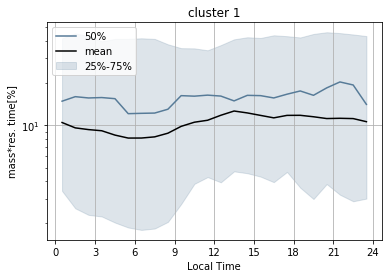 cluster 1
50%
mean
25%-75%
mass*res. time[%]
10¹
0 3 6 9 12 15 18 21 24
Local Time